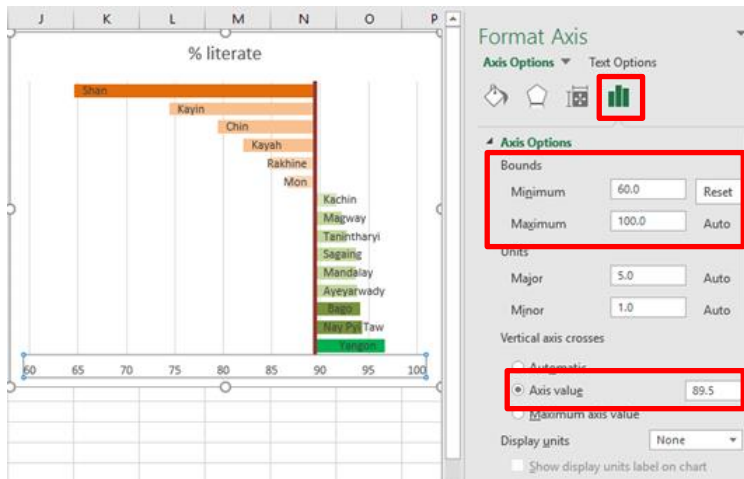 J K L M N O P
% literate
Shan
Kayin
Chin
Kayah
Rakhine
Mon
Kachin
Magway
Tanintharyi
Sagaing
Mandalay
Ayeyarwady
Bago
Nay Pyi Taw
Yangon
60 65 70 75 80 85 90 95 100
Format Axis
Axis Options Text Options
Axis Options
Bounds
Minimum 60.0 Reset
Maximum 100.0 Auto
Units
Major 5.0 Auto
Minor 1.0 Auto
Vertical axis crosses
Automatic
Axis value 89.5
Maximum axis value
Display units None
Show display units label on chart